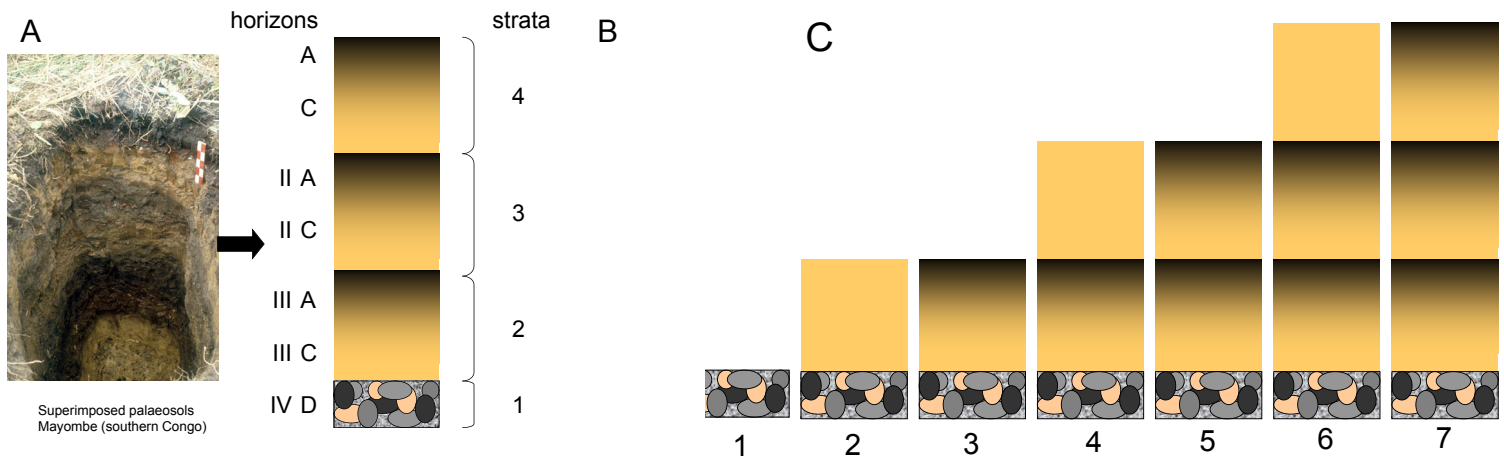 A
horizons
strata
B
C
A
C
4
II A
II C
3
III A
III C
2
IV D
1
Superimposed palaeosols
Mayombe (southern Congo)
1
2
3
4
5
6
7